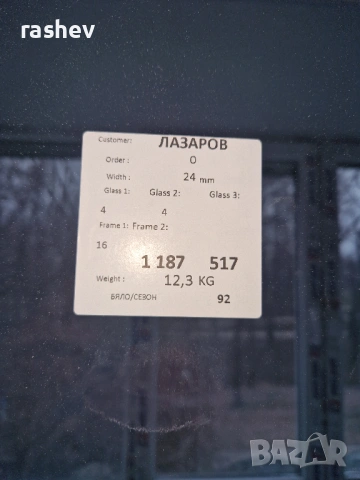 rashev
Customer: ЛАЗАРОВ
Order : 0
Width : 24 mm
Glass 1: Glass 2: Glass 3:
4 4
Frame 1: Frame 2:
16
1 187 517
Weight : 12,3 KG
БЯЛО/СЕЗОН 92
BAZAR